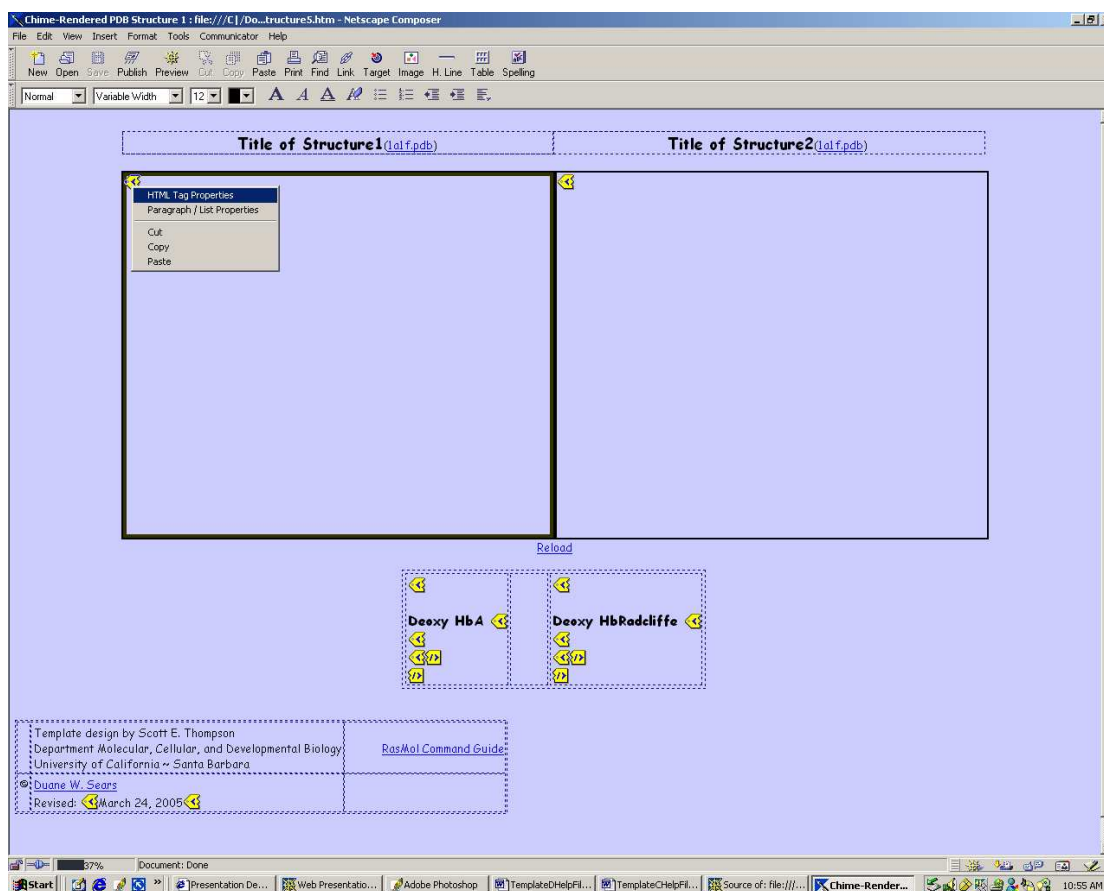 Chime-Rendered PDB Structure 1 : file:///C|/Do...tructure5.htm - Netscape Composer
File Edit View Insert Format Tools Communicator Help
New Open Save Publish Preview Cut Copy Paste Print Find Link Target Image H. Line Table Spelling
Normal Variable Width 12
Title of Structure1(1a1f.pdb) Title of Structure2(1a1f.pdb)
HTML Tag Properties
Paragraph / List Properties
Cut
Copy
Paste
Reload
Deoxy HbA Deoxy HbRadcliffe
Template design by Scott E. Thompson
Department Molecular, Cellular, and Developmental Biology RasMol Command Guide
University of California ~ Santa Barbara
Duane W. Sears
Revised: March 24, 2005
37% Document: Done
Start Presentation De... Web Presentatio... Adobe Photoshop TemplateDHelpFil... TemplateCHelpFil... Source of: file:///... Chime-Render... 10:55 AM